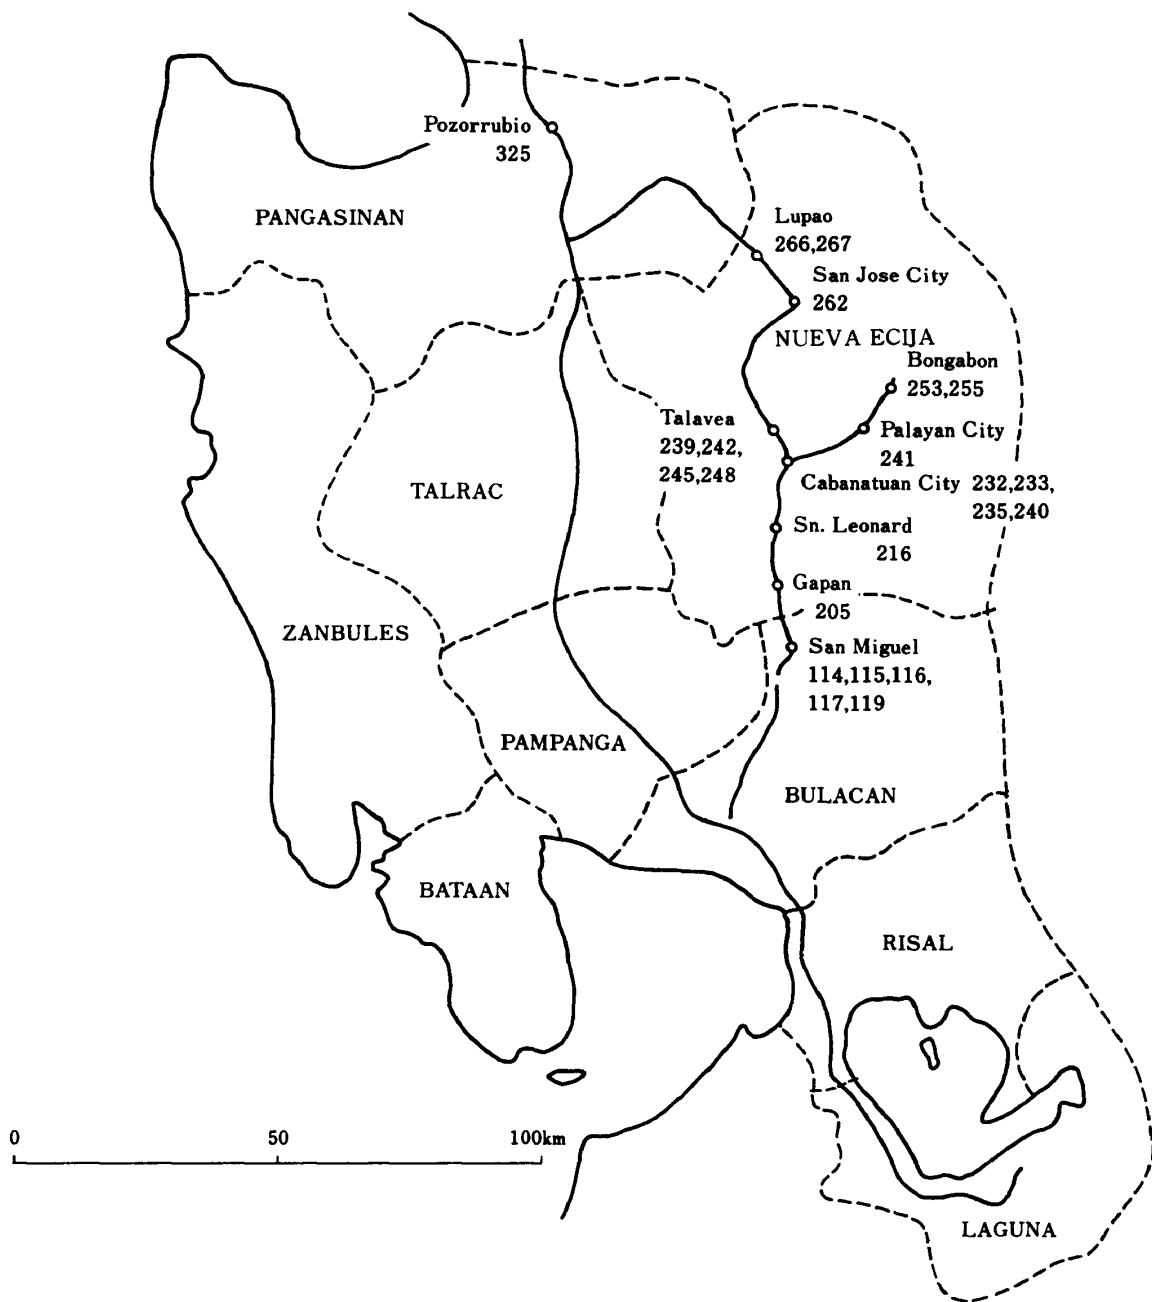 Pozorrubio
325
PANGASINAN
Lupao
266,267
San Jose City
262
NUEVA ECIJA
Bongabon
253,255
Talavea
239,242,
245,248
Palayan City
241
Cabanatuan City 232,233,
235,240
TALRAC
Sn. Leonard
216
Gapan
205
ZANBULES
San Miguel
114,115,116,
117,119
PAMPANGA
BULACAN
BATAAN
RISAL
0 50 100km
LAGUNA